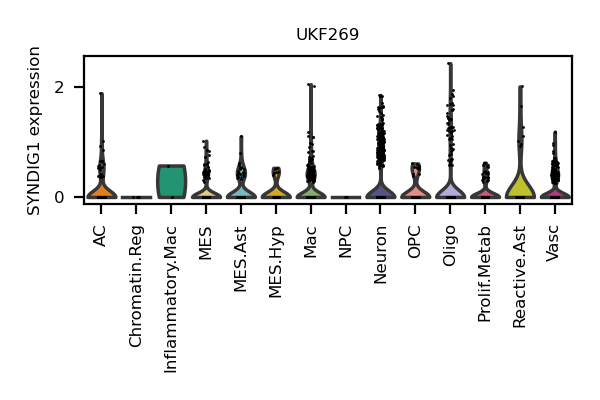 UKF269
SYNDIG1 expression
2
0
AC
Chromatin.Reg
Inflammatory.Mac
MES
MES.Ast
MES.Hyp
Mac
NPC
Neuron
OPC
Oligo
Prolif.Metab
Reactive.Ast
Vasc